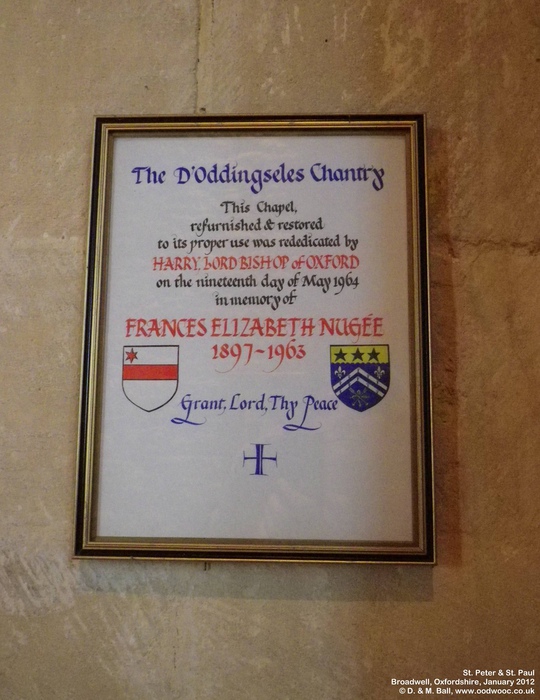 The D'Oddingseles Chantry
This Chapel,
refurnished & restored
to its proper use was rededicated by
HARRY, LORD BISHOP of OXFORD
on the nineteenth day of May 1964
in memory of
FRANCES ELIZABETH NUGÉE
1897~1963
Grant, Lord, Thy Peace
St. Peter & St. Paul
Broadwell, Oxfordshire, January 2012
© D. & M. Ball, www.oodwooc.co.uk